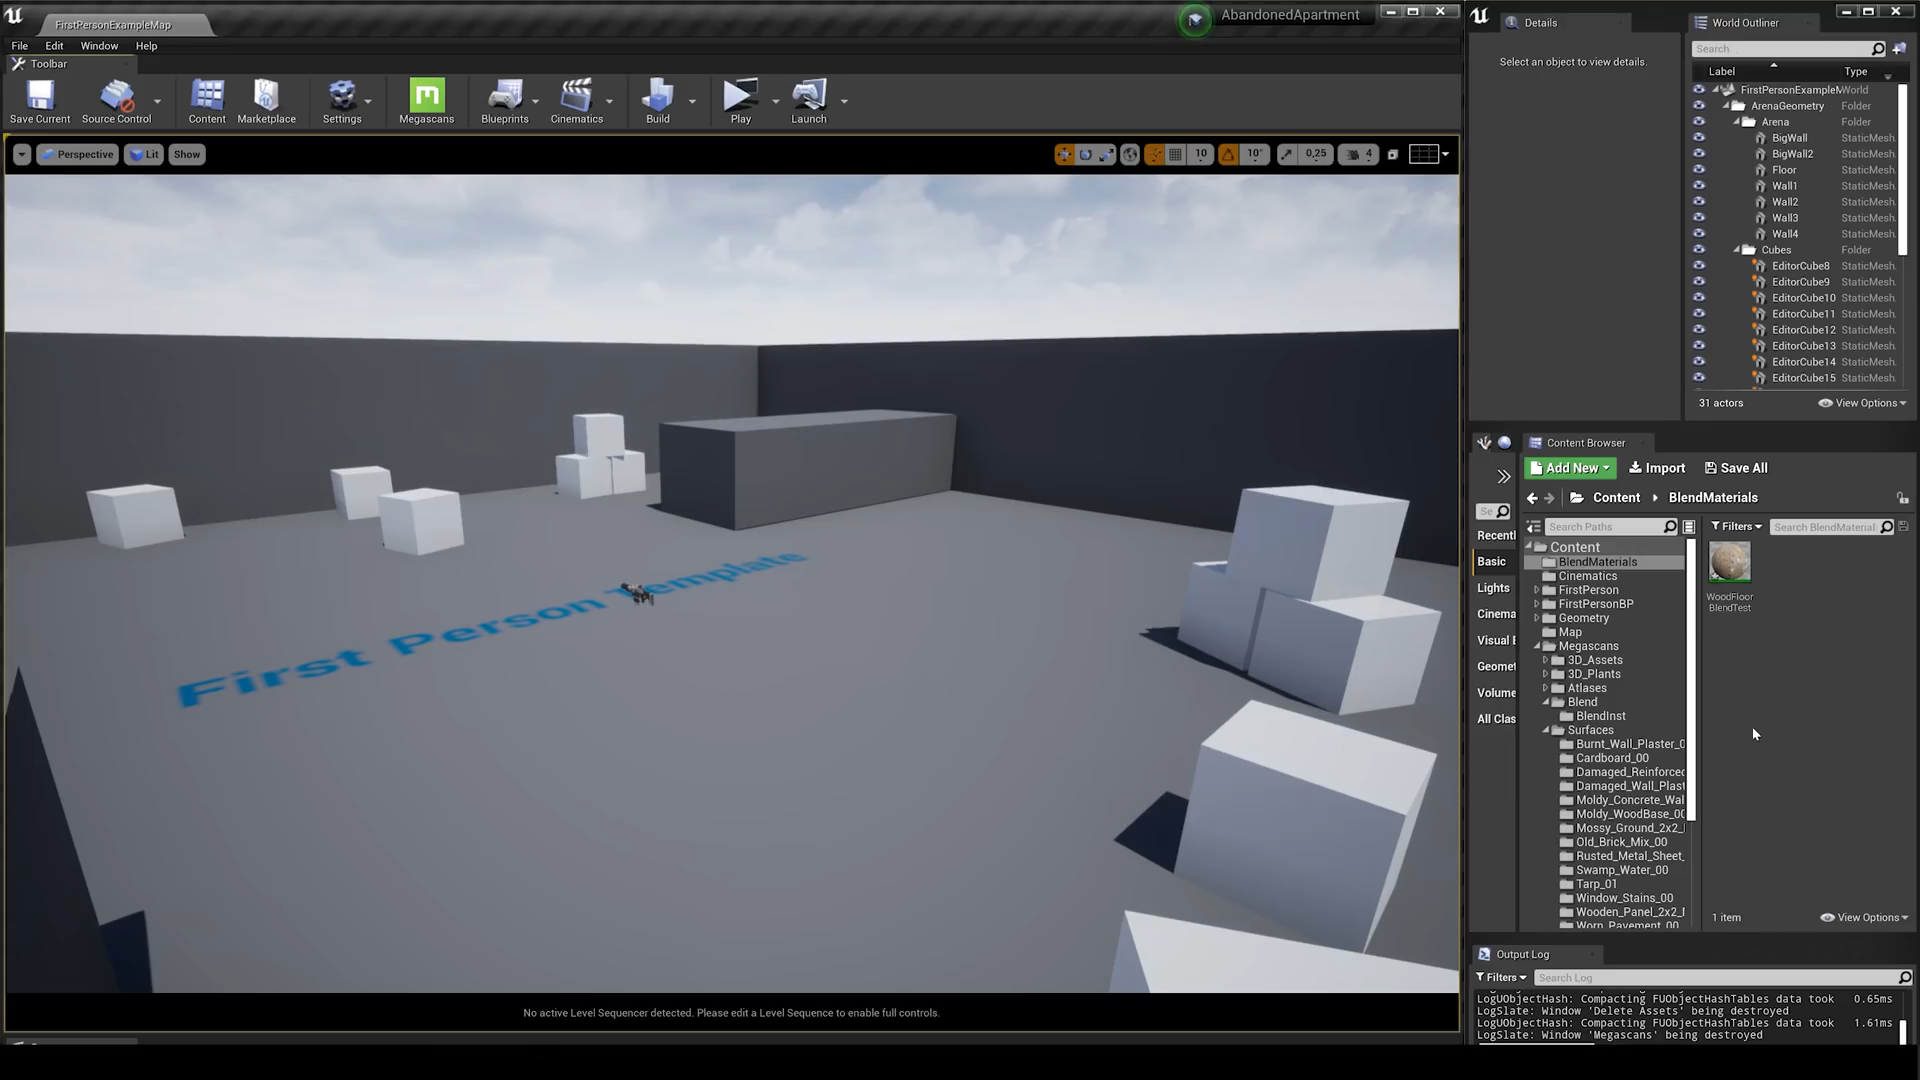 FirstPersonExampleMap
AbandonedApartment
File Edit Window Help
Toolbar
Save Current
Source Control
Content
Marketplace
Settings
Megascans
Blueprints
Cinematics
Build
Play
Launch
Perspective
Lit
Show
10
10°
0,25
4
First Person Template
No active Level Sequencer detected. Please edit a Level Sequence to enable full controls.
Details
Select an object to view details.
World Outliner
Search
Label Type
FirstPersonExampleM World
ArenaGeometry Folder
Arena Folder
BigWall StaticMesh
BigWall2 StaticMesh
Floor StaticMesh
Wall1 StaticMesh
Wall2 StaticMesh
Wall3 StaticMesh
Wall4 StaticMesh
Cubes Folder
EditorCube8 StaticMesh
EditorCube9 StaticMesh
EditorCube10 StaticMesh
EditorCube11 StaticMesh
EditorCube12 StaticMesh
EditorCube13 StaticMesh
EditorCube14 StaticMesh
EditorCube15 StaticMesh
31 actors
View Options
Content Browser
Add New
Import
Save All
Content
BlendMaterials
Se
Recentl
Basic
Lights
Cinema
Visual E
Geomet
Volume
All Clas
Search Paths
Content
BlendMaterials
Cinematics
FirstPerson
FirstPersonBP
Geometry
Map
Megascans
3D_Assets
3D_Plants
Atlases
Blend
BlendInst
Surfaces
Burnt_Wall_Plaster_0
Cardboard_00
Damaged_Reinforced
Damaged_Wall_Plast
Moldy_Concrete_Wal
Moldy_WoodBase_00
Mossy_Ground_2x2_
Old_Brick_Mix_00
Rusted_Metal_Sheet_
Swamp_Water_00
Tarp_01
Window_Stains_00
Wooden_Panel_2x2_
Worn_Pavement_00
Filters
Search BlendMaterial
WoodFloor
BlendTest
1 item
View Options
Output Log
Filters
Search Log
LogUObjectHash: Compacting FUObjectHashTables data took 0.65ms
LogSlate: Window 'Delete Assets' being destroyed
LogUObjectHash: Compacting FUObjectHashTables data took 1.61ms
LogSlate: Window 'Megascans' being destroyed